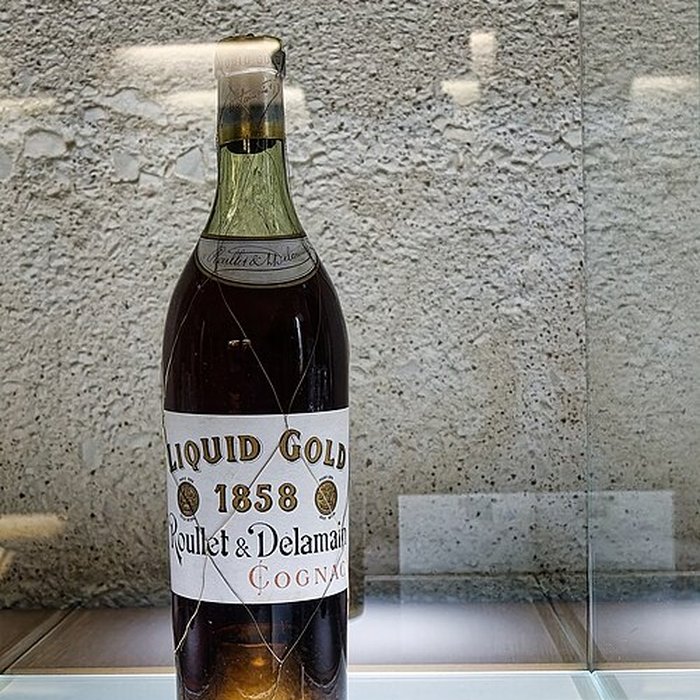 Roullet & Delamain
LIQUID GOLD
1858
Roullet & Delamain
COGNAC